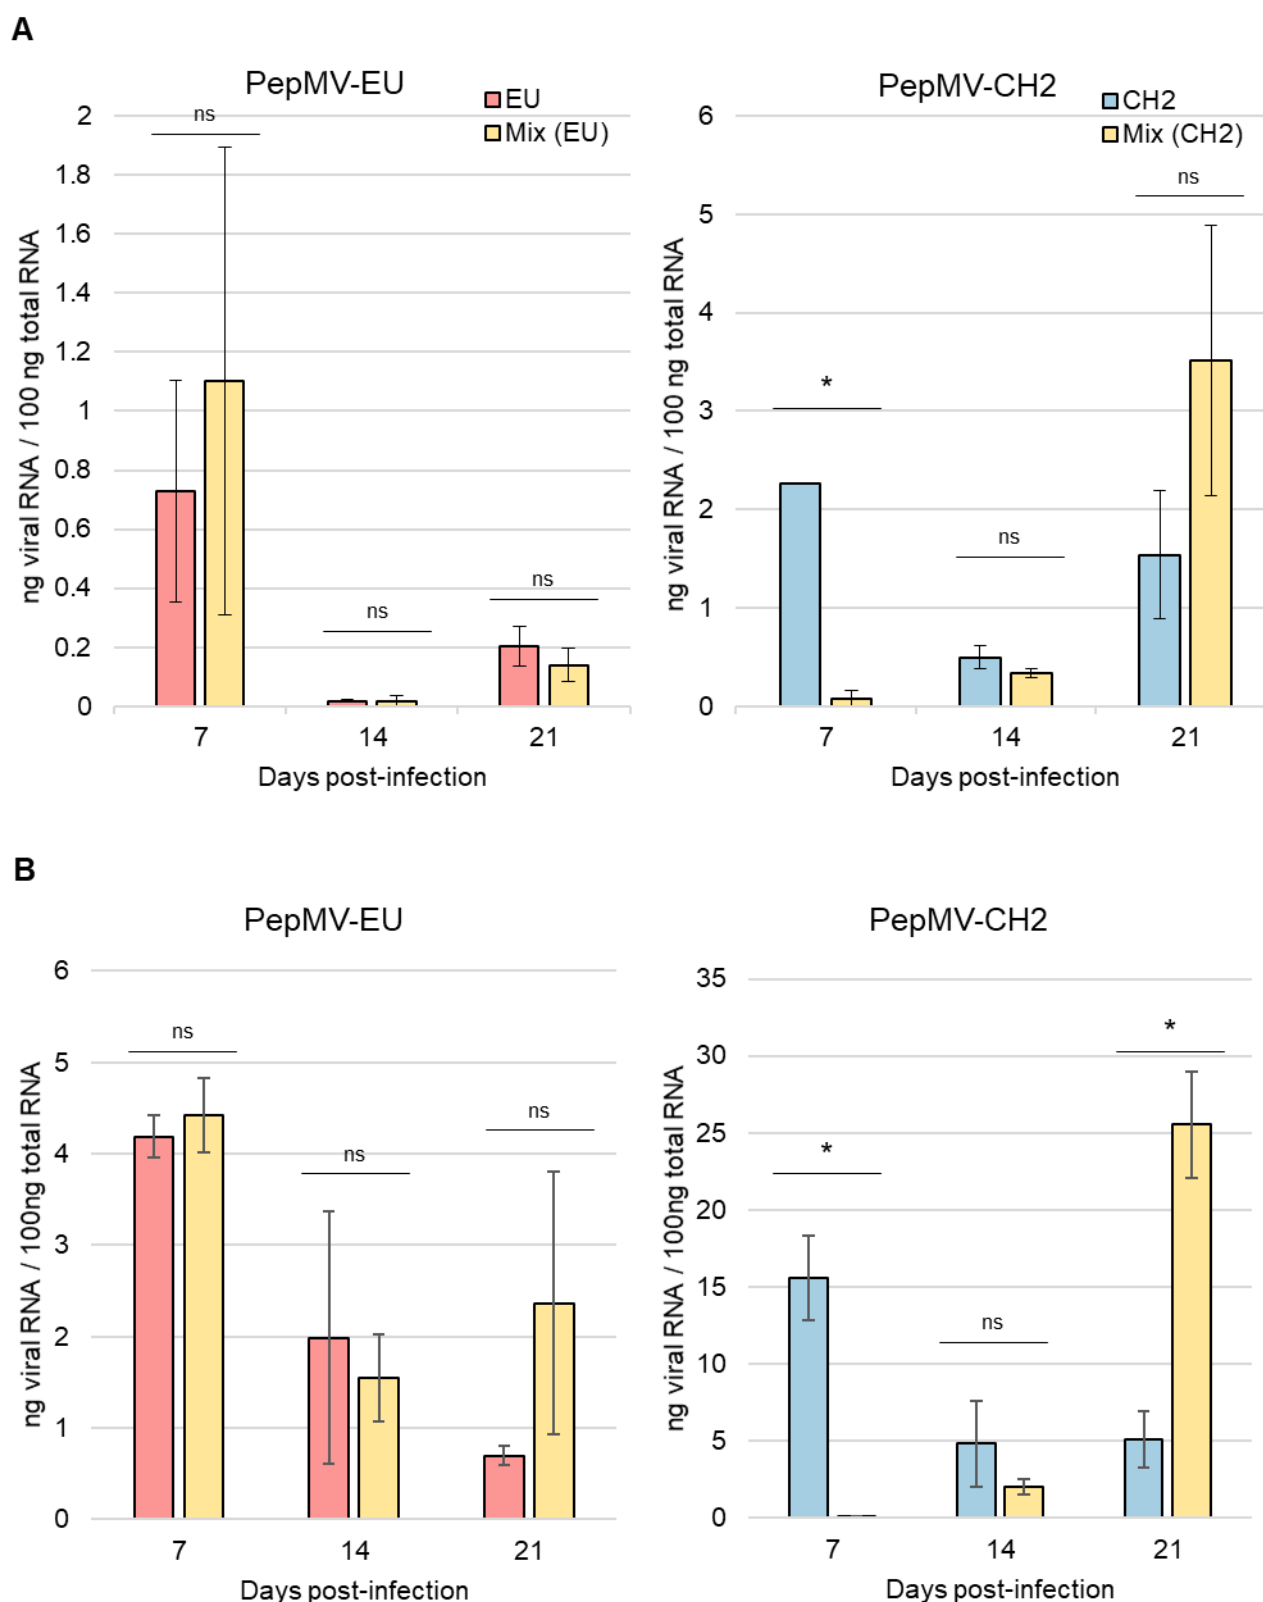 A
PepMV-EU
EU
Mix (EU)
ng viral RNA / 100 ng total RNA
2
1.8
1.6
1.4
1.2
1
0.8
0.6
0.4
0.2
0
ns
ns
ns
7
14
21
Days post-infection
PepMV-CH2
CH2
Mix (CH2)
ng viral RNA / 100 ng total RNA
6
5
4
3
2
1
0
*
ns
ns
7
14
21
Days post-infection
B
PepMV-EU
ng viral RNA / 100ng total RNA
6
5
4
3
2
1
0
ns
ns
ns
7
14
21
Days post-infection
PepMV-CH2
ng viral RNA / 100ng total RNA
35
30
25
20
15
10
5
0
*
ns
*
7
14
21
Days post-infection